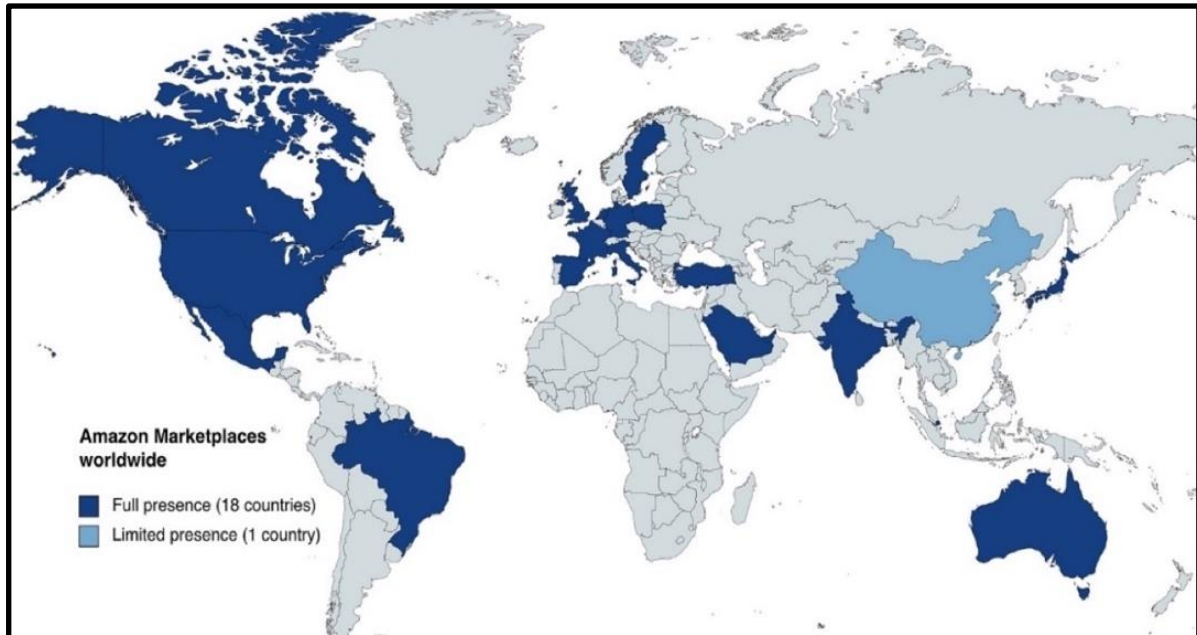 Amazon Marketplaces
worldwide
Full presence (18 countries)
Limited presence (1 country)